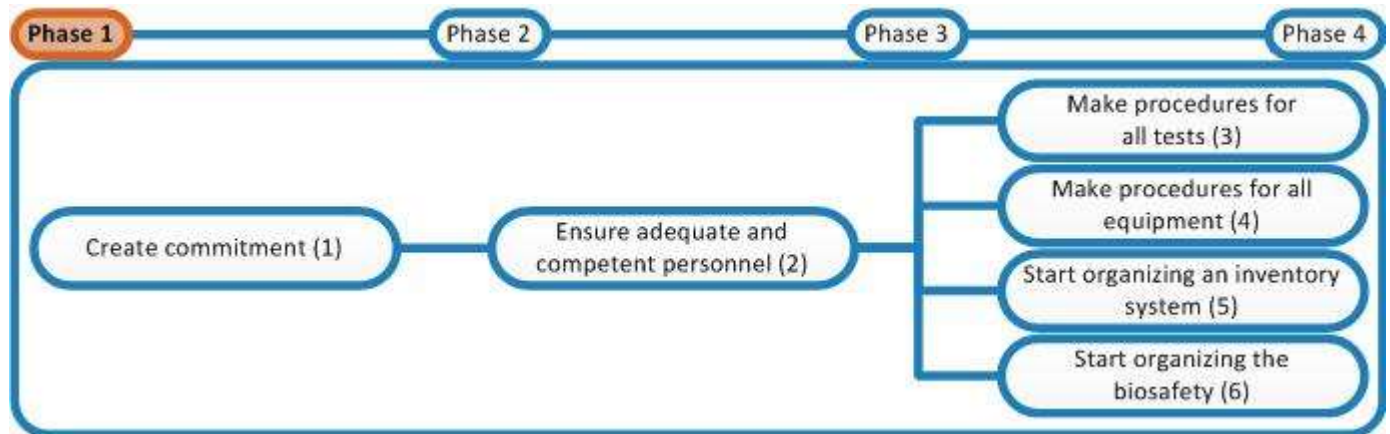 Phase 1
Phase 2
Phase 3
Phase 4
Create commitment (1)
Ensure adequate and
competent personnel (2)
Make procedures for
all tests (3)
Make procedures for all
equipment (4)
Start organizing an inventory
system (5)
Start organizing the
biosafety (6)